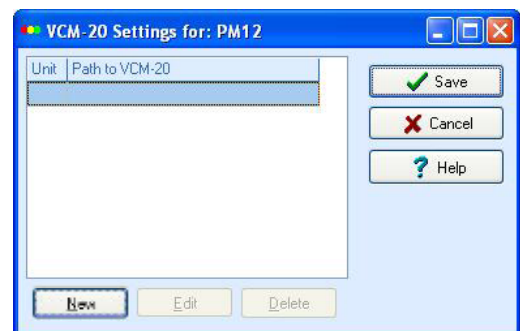 VCM-20 Settings for: PM12
Unit Path to VCM-20
Save
Cancel
? Help
New Edit Delete